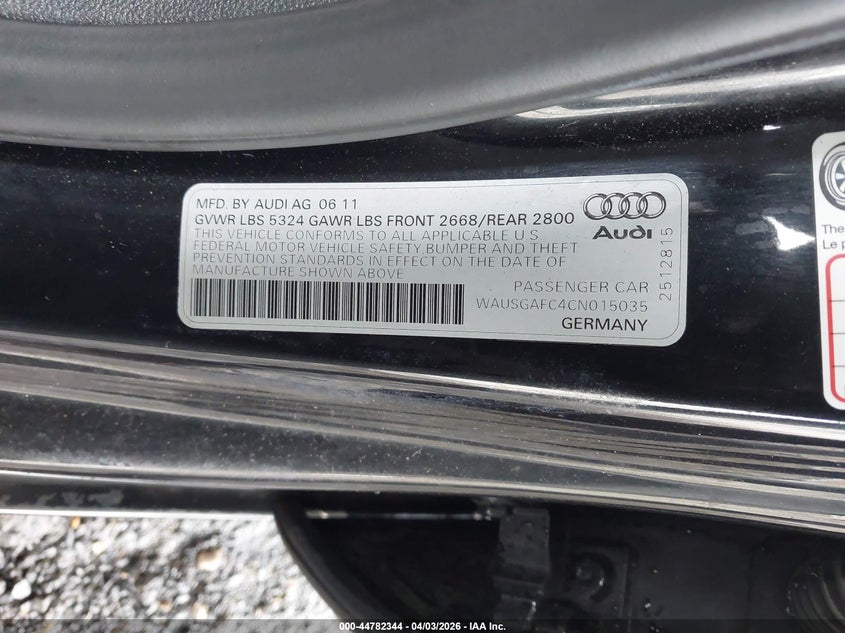 MFD. BY AUDI AG 06 11
GVWR LBS 5324 GAWR LBS FRONT 2668/REAR 2800
THIS VEHICLE CONFORMS TO ALL APPLICABLE U S
FEDERAL MOTOR VEHICLE SAFETY,BUMPER AND THEFT
PREVENTION STANDARDS IN EFFECT ON THE DATE OF
MANUFACTURE SHOWN ABOVE
PASSENGER CAR
WAUSGAFC4CN015035
GERMANY
Audi
2512815
The
Le p
000-44782344 | 04/03/2026 - IAA Inc.